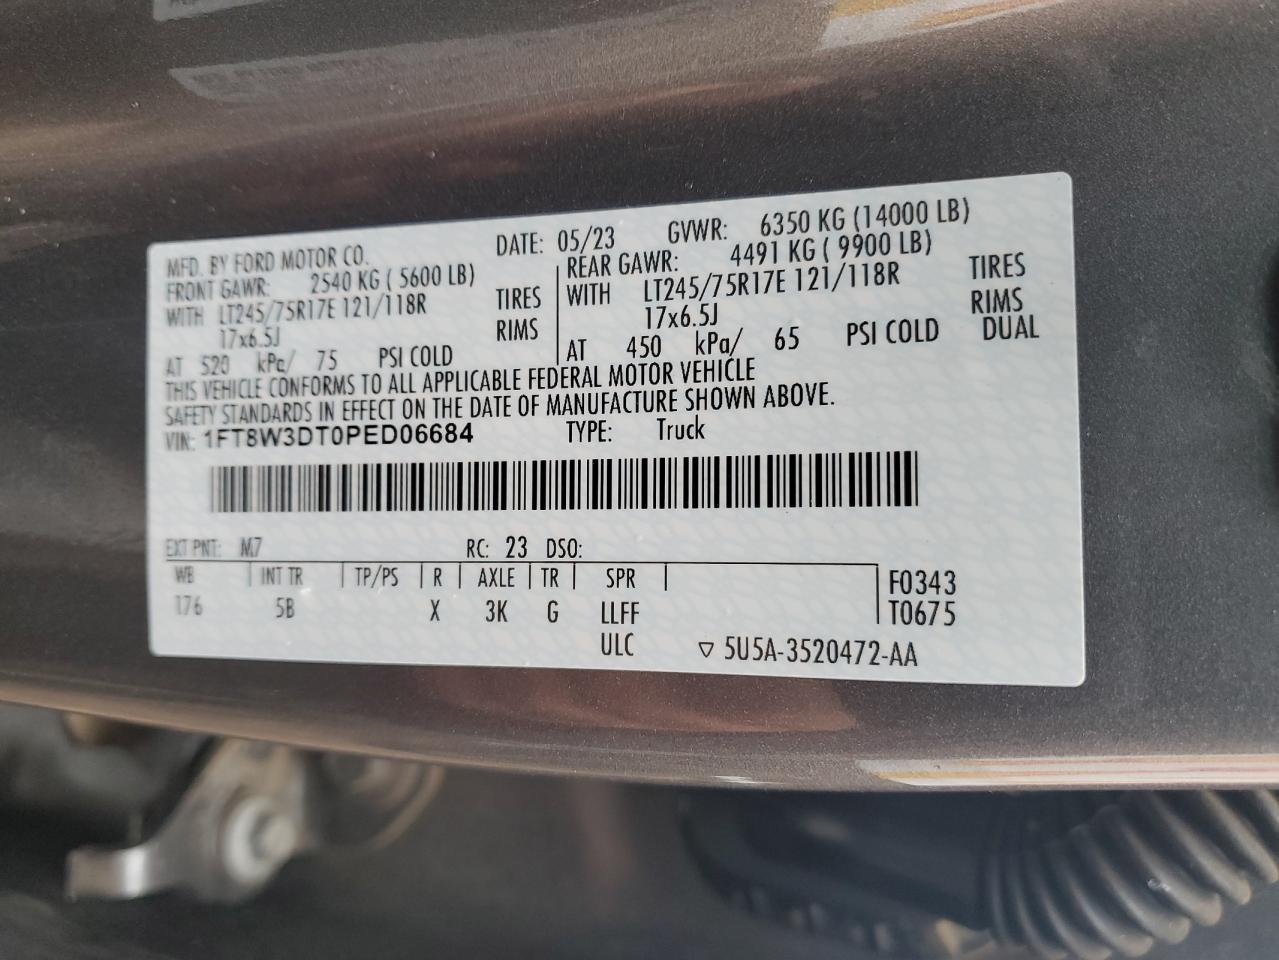 MFD. BY FORD MOTOR CO. DATE: 05/23 GVWR: 6350 KG (14000 LB)
FRONT GAWR: 2540 KG ( 5600 LB) REAR GAWR: 4491 KG ( 9900 LB)
WITH LT245/75R17E 121/118R TIRES WITH LT245/75R17E 121/118R TIRES
17x6.5J RIMS 17x6.5J RIMS
AT 520 kPa/ 75 PSI COLD AT 450 kPa/ 65 PSI COLD DUAL
THIS VEHICLE CONFORMS TO ALL APPLICABLE FEDERAL MOTOR VEHICLE
SAFETY STANDARDS IN EFFECT ON THE DATE OF MANUFACTURE SHOWN ABOVE.
VIN: 1FT8W3DT0PED06684 TYPE: Truck
EXT PNT: M7 RC: 23 DSO:
WB INT TR TP/PS R AXLE TR SPR F0343
176 5B X 3K G LLFF T0675
ULC ▽ 5U5A-3520472-AA